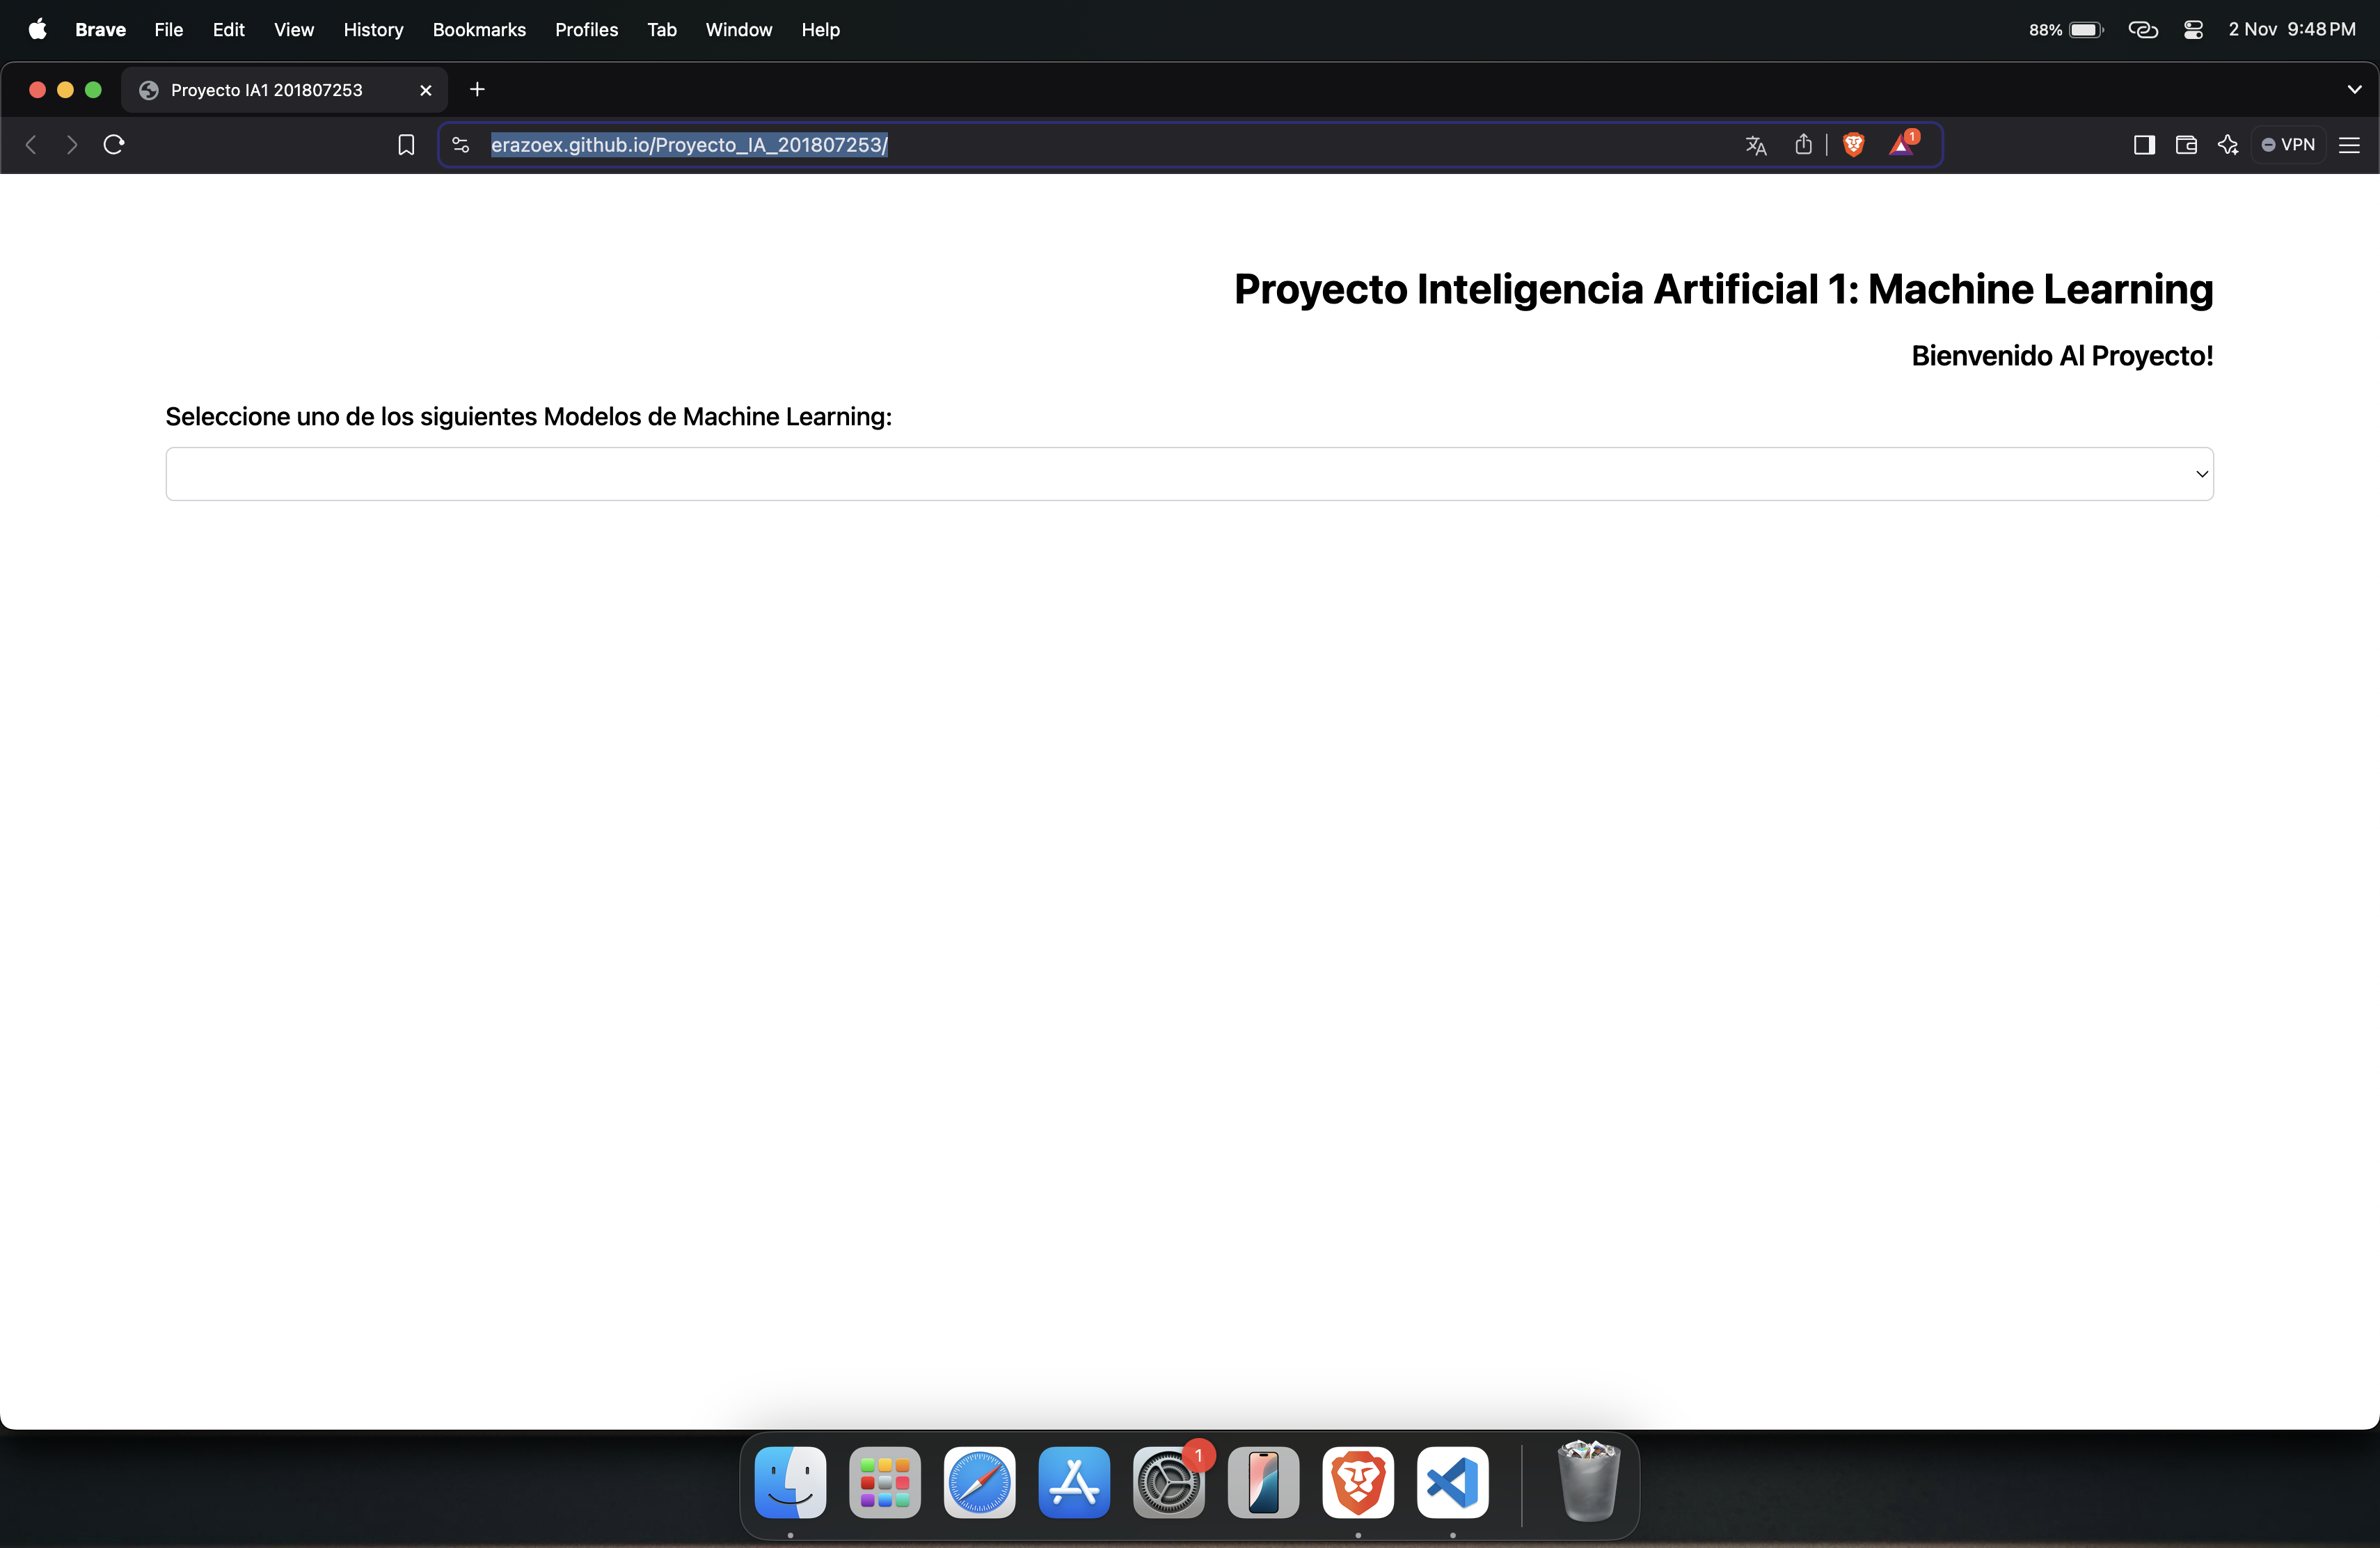 Brave File Edit View History Bookmarks Profiles Tab Window Help 88% 2 Nov 9:48 PM
Proyecto IA1 201807253
erazoex.github.io/Proyecto_IA_201807253/ 1 VPN
Proyecto Inteligencia Artificial 1: Machine Learning
Bienvenido Al Proyecto!
Seleccione uno de los siguientes Modelos de Machine Learning:
1